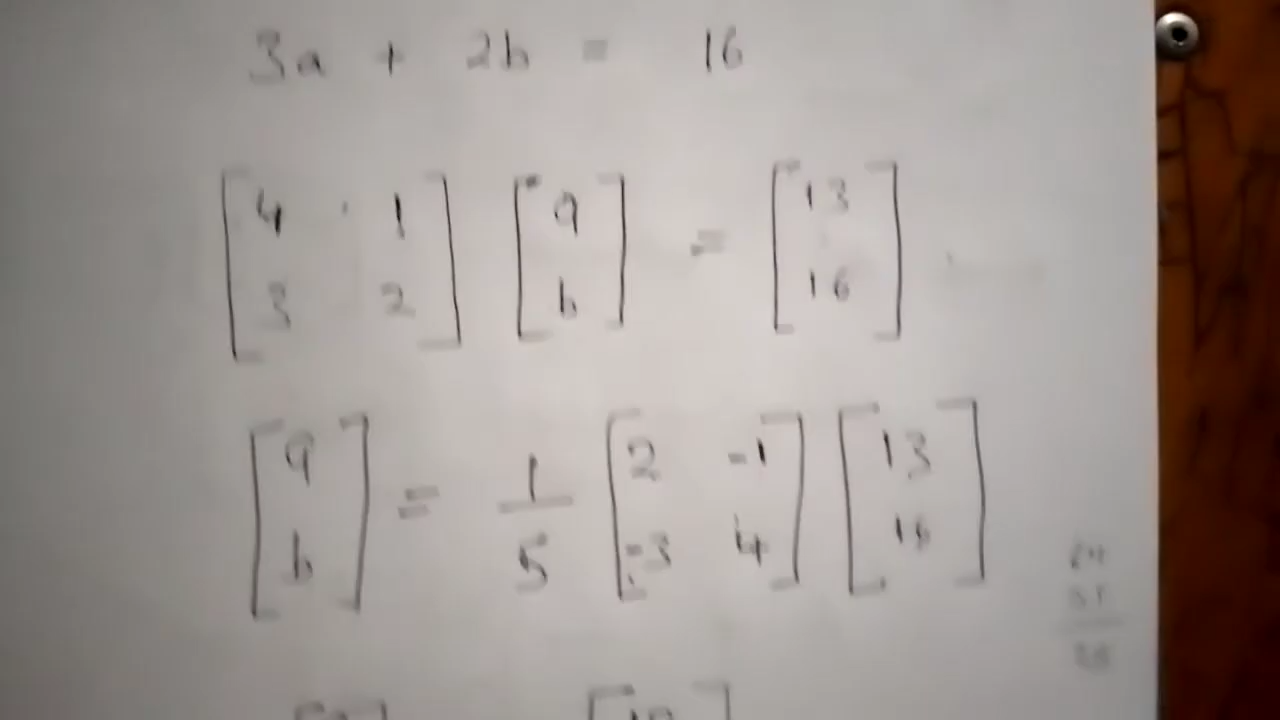 3a + 2b = 16
[4 1] [a] = [13]
[3 2] [b] [16]
[a] = 1/5 [2 -1] [13]
[b] [-3 4] [16]